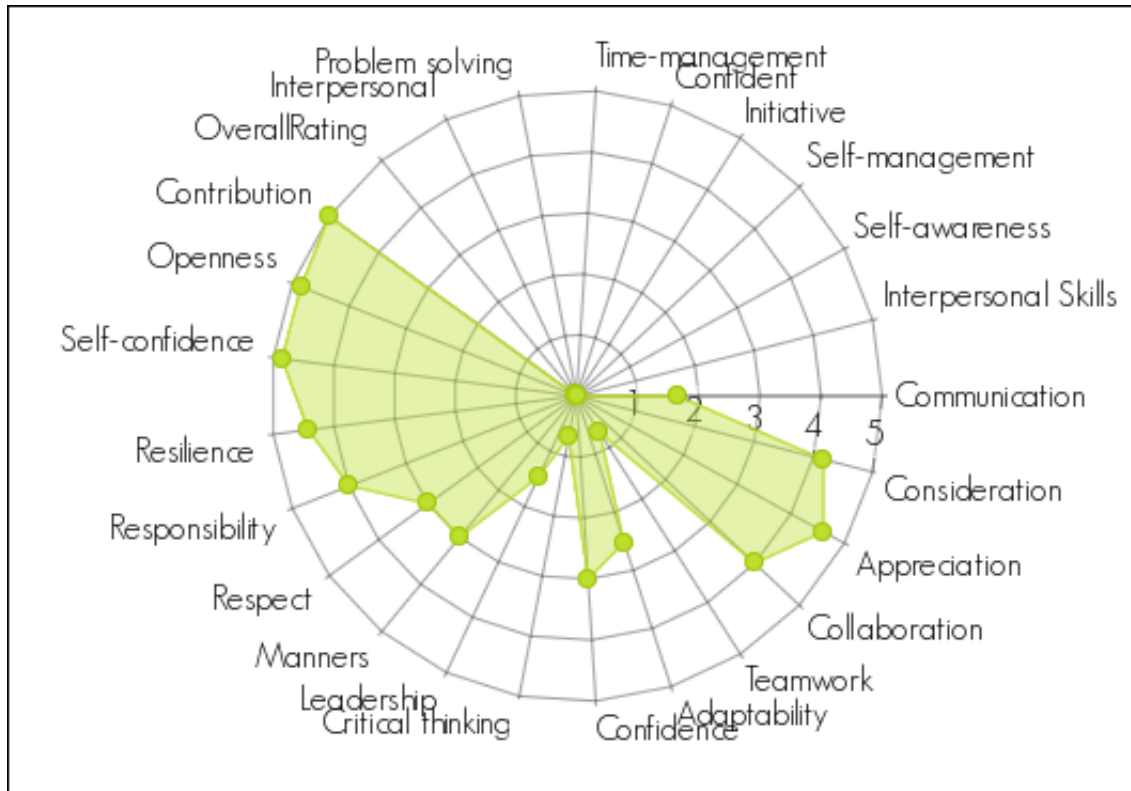 Problem solving
Time-management
Interpersonal
Confident
OverallRating
Initiative
Self-management
Contribution
Self-awareness
Openness
Interpersonal Skills
Self-confidence
Communication
1 2 3 4 5
Resilience
Consideration
Responsibility
Appreciation
Respect
Collaboration
Manners
Teamwork
Leadership
Adaptability
Critical thinking
Confidence